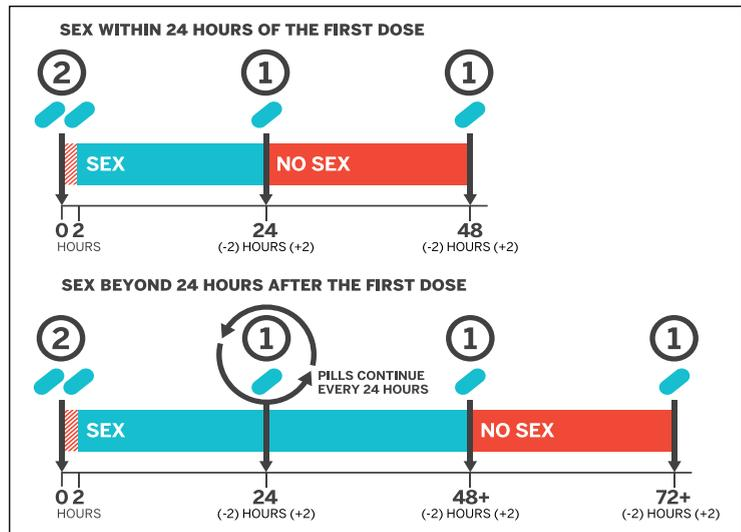 SEX WITHIN 24 HOURS OF THE FIRST DOSE
2 1 1
SEX NO SEX
0 2 24 48
HOURS (-2) HOURS (+2) (-2) HOURS (+2)
SEX BEYOND 24 HOURS AFTER THE FIRST DOSE
2 1 1 1
PILLS CONTINUE
EVERY 24 HOURS
SEX NO SEX
0 2 24 48+ 72+
HOURS (-2) HOURS (+2) (-2) HOURS (+2) (-2) HOURS (+2)